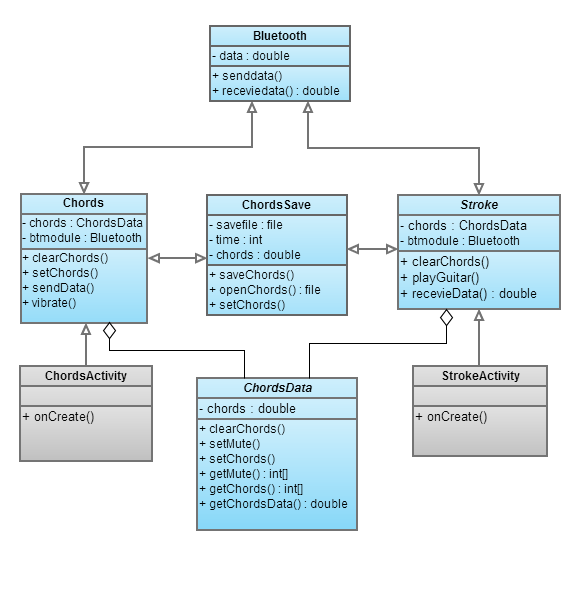 Bluetooth
- data : double
+ senddata()
+ receviedata() : double
Chords
- chords : ChordsData
- btmodule : Bluetooth
+ clearChords()
+ setChords()
+ sendData()
+ vibrate()
ChordsSave
- savefile : file
- time : int
- chords : double
+ saveChords()
+ openChords() : file
+ setChords()
Stroke
- chords : ChordsData
- btmodule : Bluetooth
+ clearChords()
+ playGuitar()
+ recevieData() : double
ChordsActivity
+ onCreate()
ChordsData
- chords : double
+ clearChords()
+ setMute()
+ setChords()
+ getMute() : int[]
+ getChords() : int[]
+ getChordsData() : double
StrokeActivity
+ onCreate()